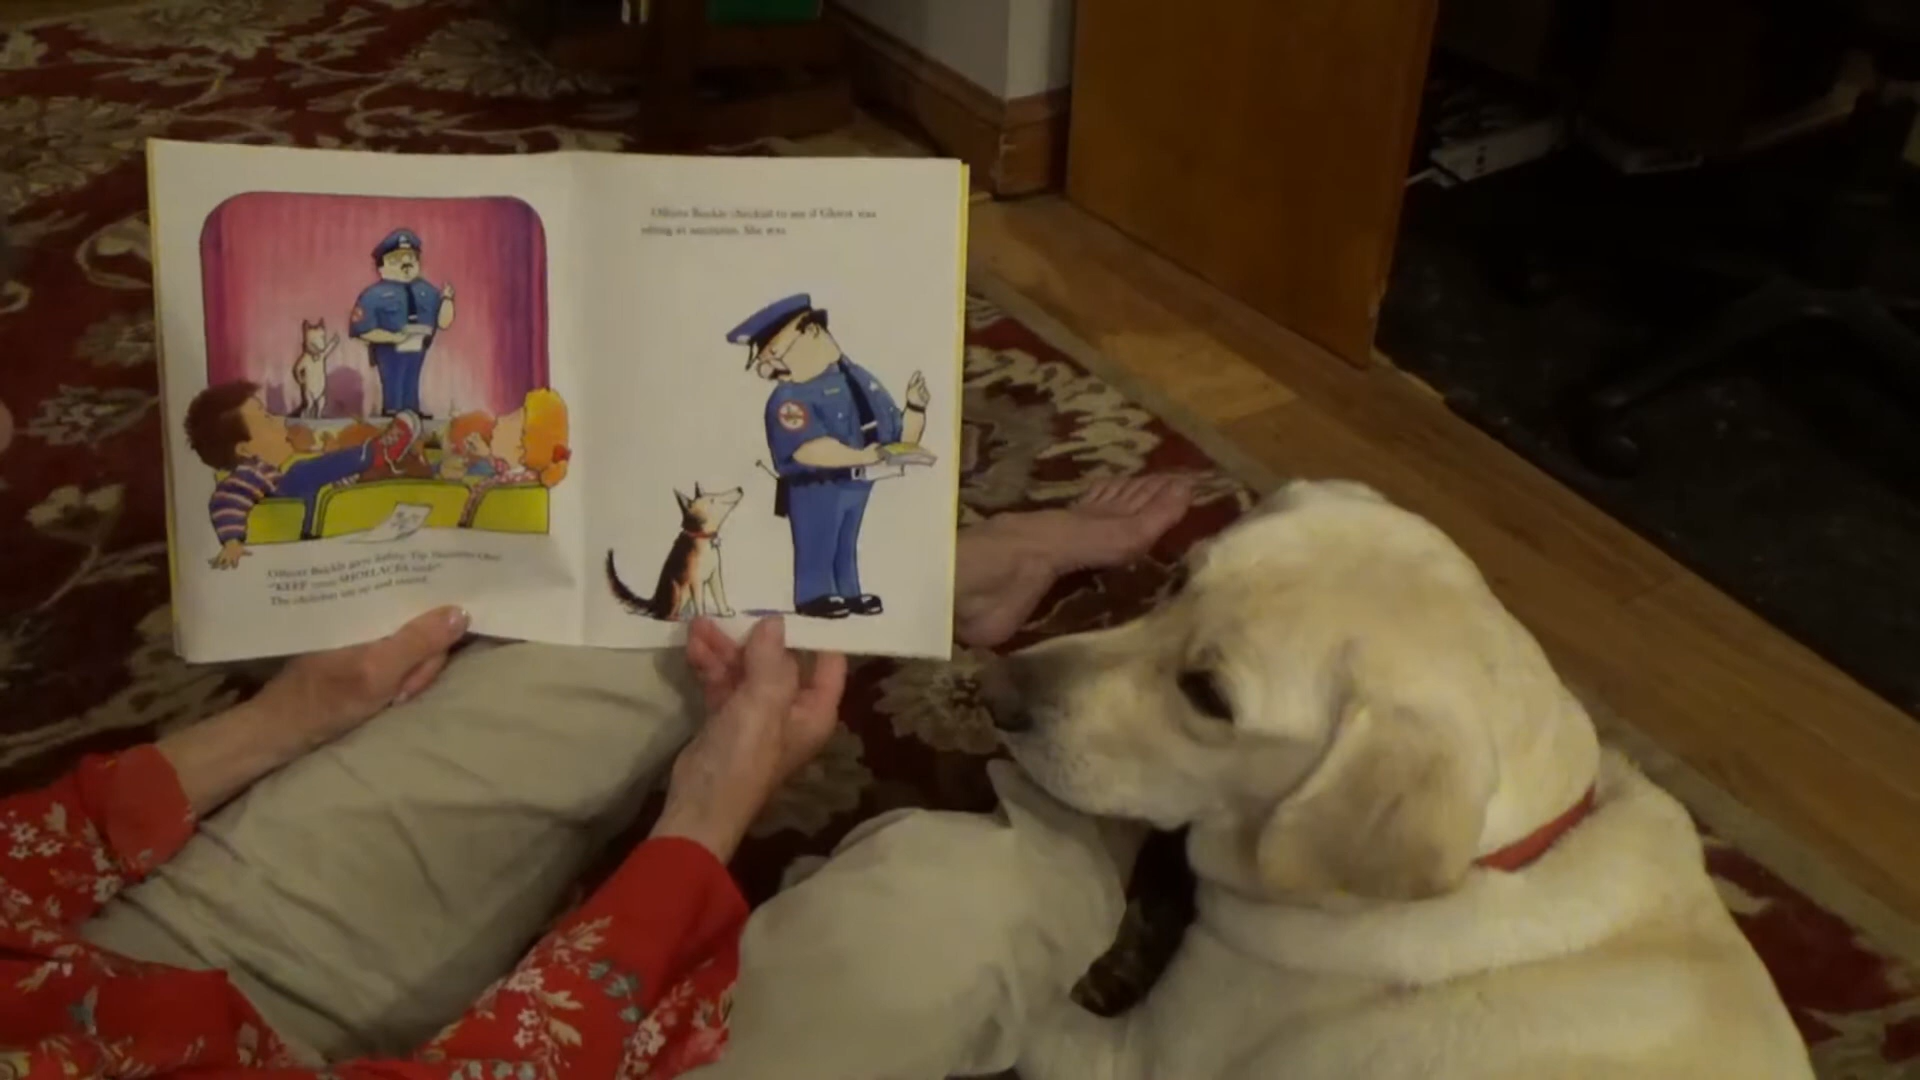 Officer Buckle gave Safety Tip Number One:
"KEEP your SHOELACES tied!"
The children sat up and stared.
Officer Buckle checked to see if Gloria was
sitting at attention. She was.